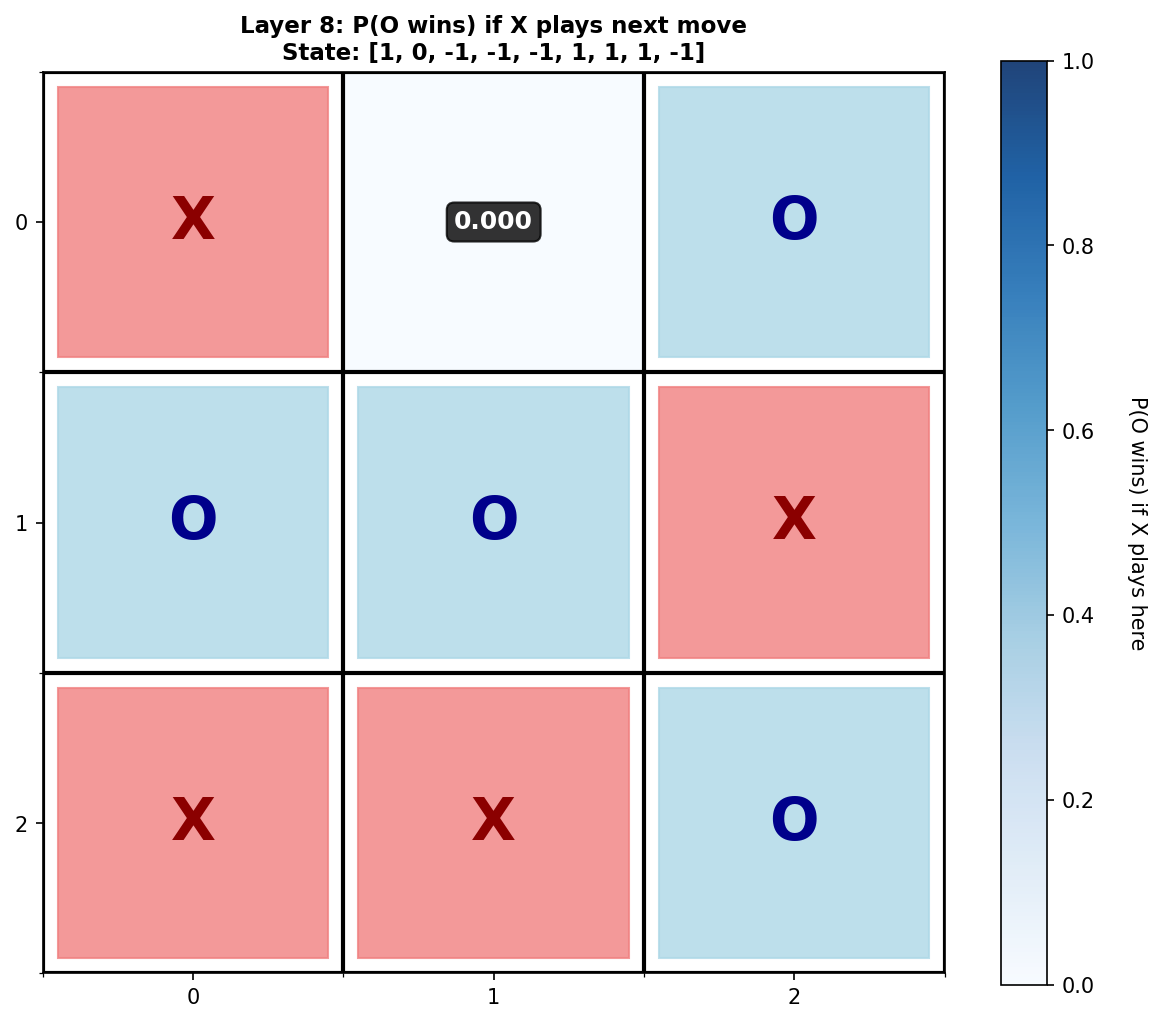 Layer 8: P(O wins) if X plays next move
State: [1, 0, -1, -1, -1, 1, 1, 1, -1]
X 0.000 O
O O X
X X O
0
1
2
0 1 2
1.0
0.8
0.6
0.4
0.2
0.0
P(O wins) if X plays here